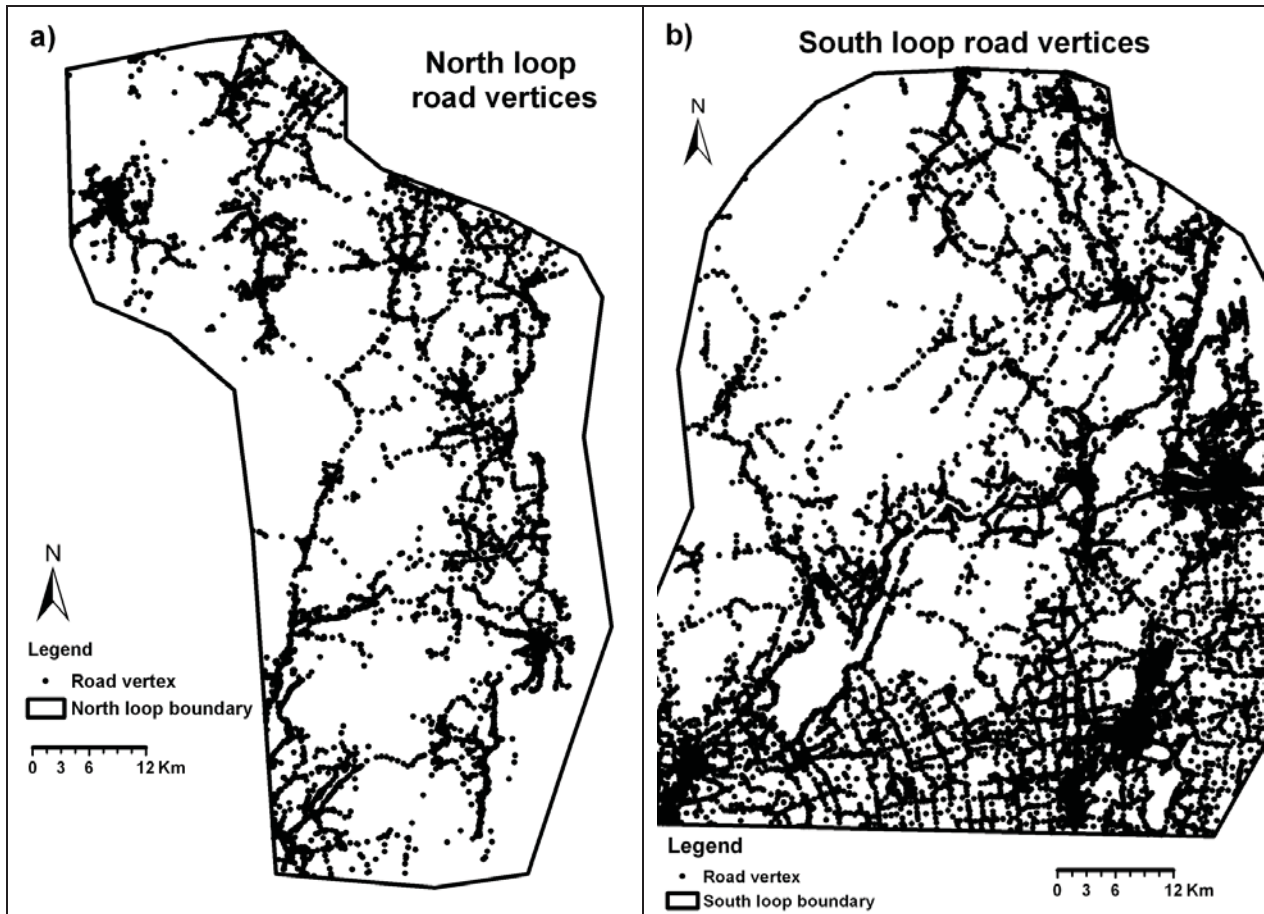 a)
North loop
road vertices
N
Legend
Road vertex
North loop boundary
0 3 6 12 Km
b)
South loop road vertices
N
Legend
Road vertex
South loop boundary
0 3 6 12 Km